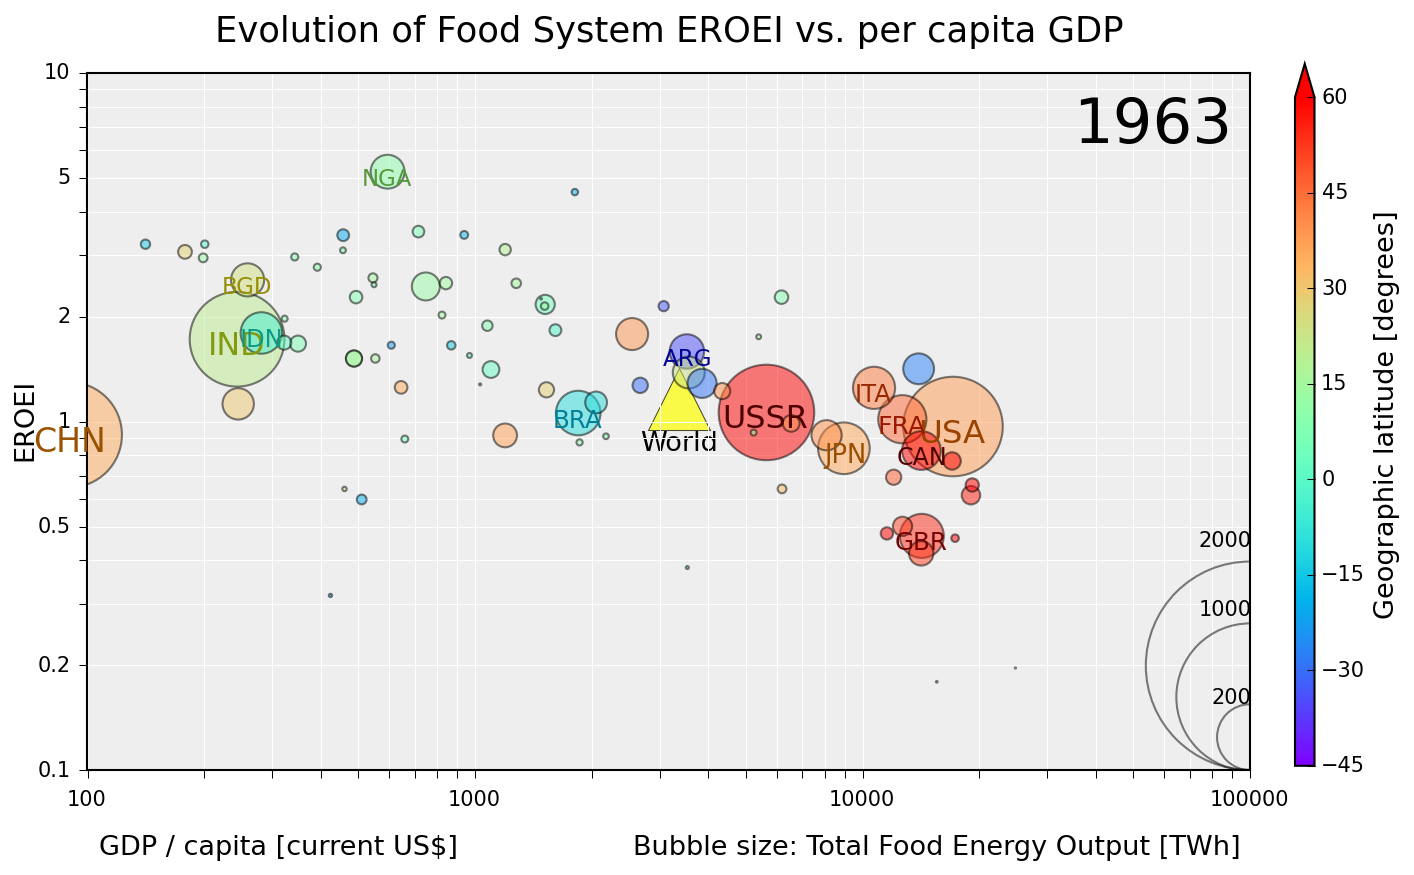 Evolution of Food System EROEI vs. per capita GDP
1963
10
5
2
1
0.5
0.2
0.1
EROEI
NGA
BGD
IND
IDN
CHN
BRA
ARG
World
USSR
ITA
FRA
USA
JPN
CAN
GBR
2000
1000
200
100
1000
10000
100000
GDP / capita [current US$]
Bubble size: Total Food Energy Output [TWh]
60
45
30
15
0
−15
−30
−45
Geographic latitude [degrees]